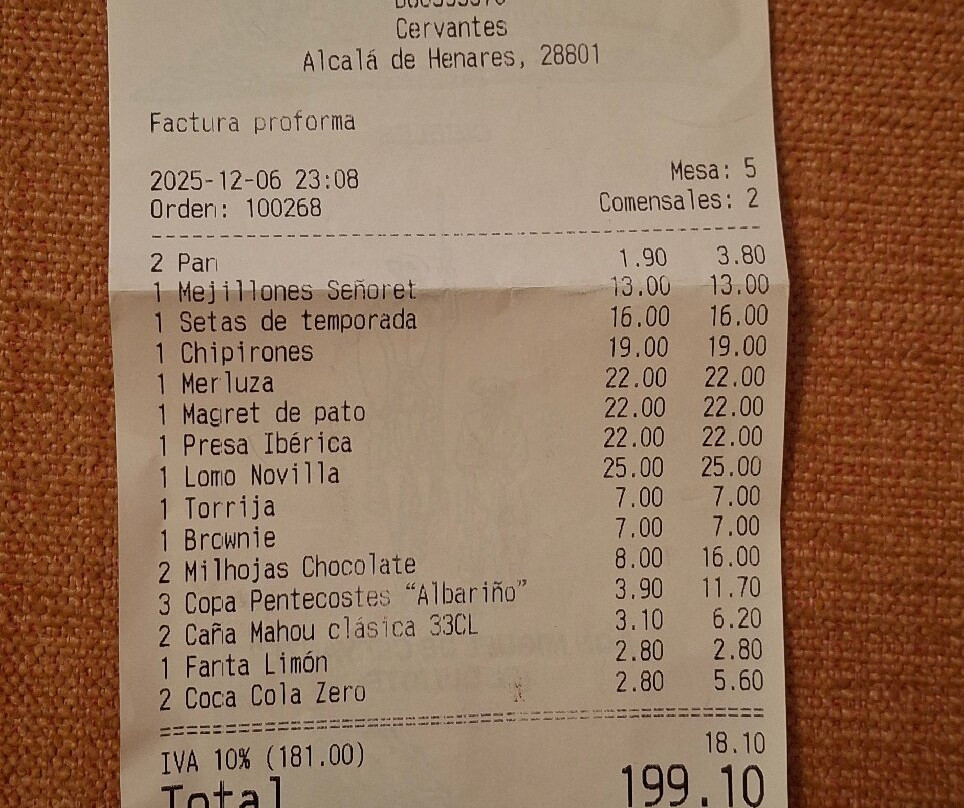 Cervantes
Alcalá de Henares, 28801
Factura proforma
2025-12-06 23:08 Mesa: 5
Orden: 100268 Comensales: 2
2 Pan 1.90 3.80
1 Mejillones Señoret 13.00 13.00
1 Setas de temporada 16.00 16.00
1 Chipirones 19.00 19.00
1 Merluza 22.00 22.00
1 Magret de pato 22.00 22.00
1 Presa Ibérica 22.00 22.00
1 Lomo Novilla 25.00 25.00
1 Torrija 7.00 7.00
1 Brownie 7.00 7.00
2 Milhojas Chocolate 8.00 16.00
3 Copa Pentecostes “Albariño” 3.90 11.70
2 Caña Mahou clásica 33CL 3.10 6.20
1 Fanta Limón 2.80 2.80
2 Coca Cola Zero 2.80 5.60
IVA 10% (181.00) 18.10
Total 199.10